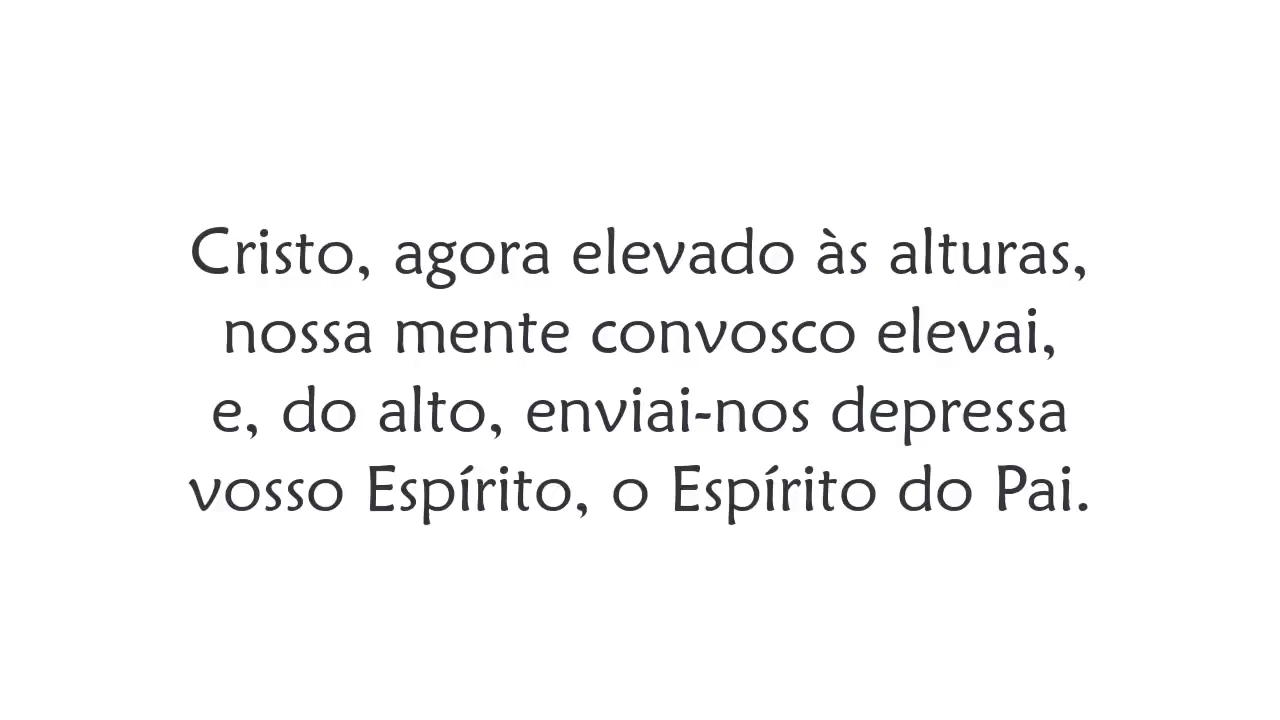 Cristo, agora elevado às alturas,
nossa mente convosco elevai,
e, do alto, enviai-nos depressa
vosso Espírito, o Espírito do Pai.